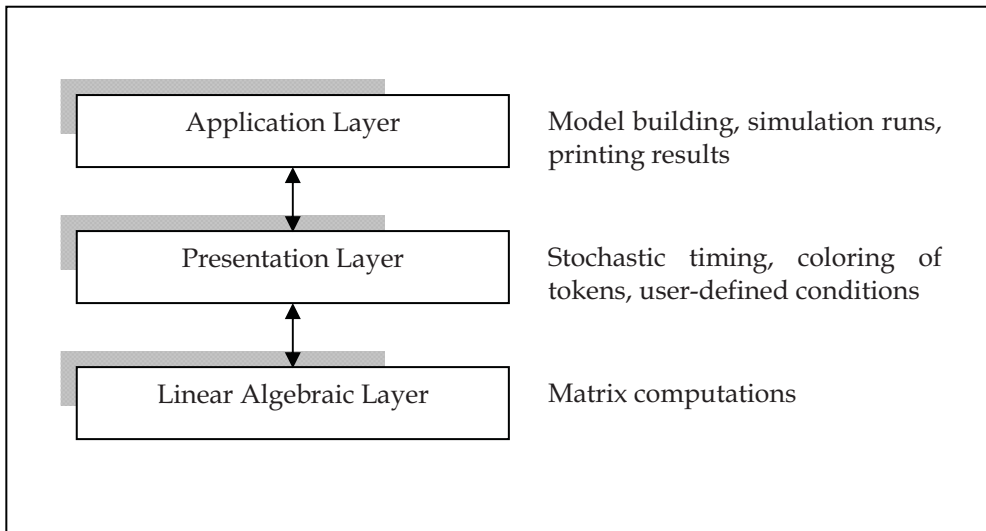 Application Layer
Model building, simulation runs,
printing results
Presentation Layer
Stochastic timing, coloring of
tokens, user-defined conditions
Linear Algebraic Layer
Matrix computations